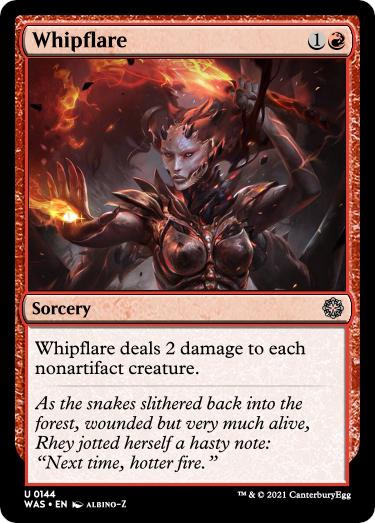 Whipflare 1
Sorcery
Whipflare deals 2 damage to each
nonartifact creature.
As the snakes slithered back into the
forest, wounded but very much alive,
Rhey jotted herself a hasty note:
“Next time, hotter fire.”
U 0144
WAS • EN ALBINO-Z
™ & © 2021 CanterburyEgg